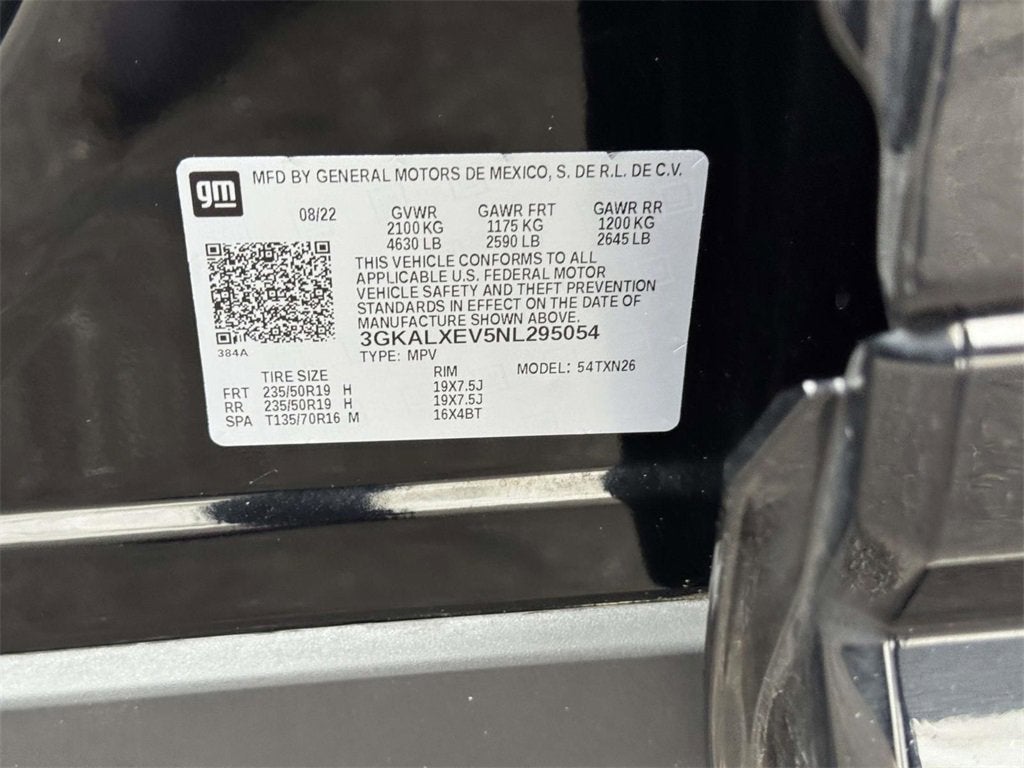 gm MFD BY GENERAL MOTORS DE MEXICO, S. DE R.L. DE C.V.
08/22 GVWR GAWR FRT GAWR RR
2100 KG 1175 KG 1200 KG
4630 LB 2590 LB 2645 LB
THIS VEHICLE CONFORMS TO ALL
APPLICABLE U.S. FEDERAL MOTOR
VEHICLE SAFETY AND THEFT PREVENTION
STANDARDS IN EFFECT ON THE DATE OF
MANUFACTURE SHOWN ABOVE.
3GKALXEV5NL295054
384A
TYPE: MPV MODEL: 54TXN26
TIRE SIZE RIM
FRT 235/50R19 H 19X7.5J
RR 235/50R19 H 19X7.5J
SPA T135/70R16 M 16X4BT